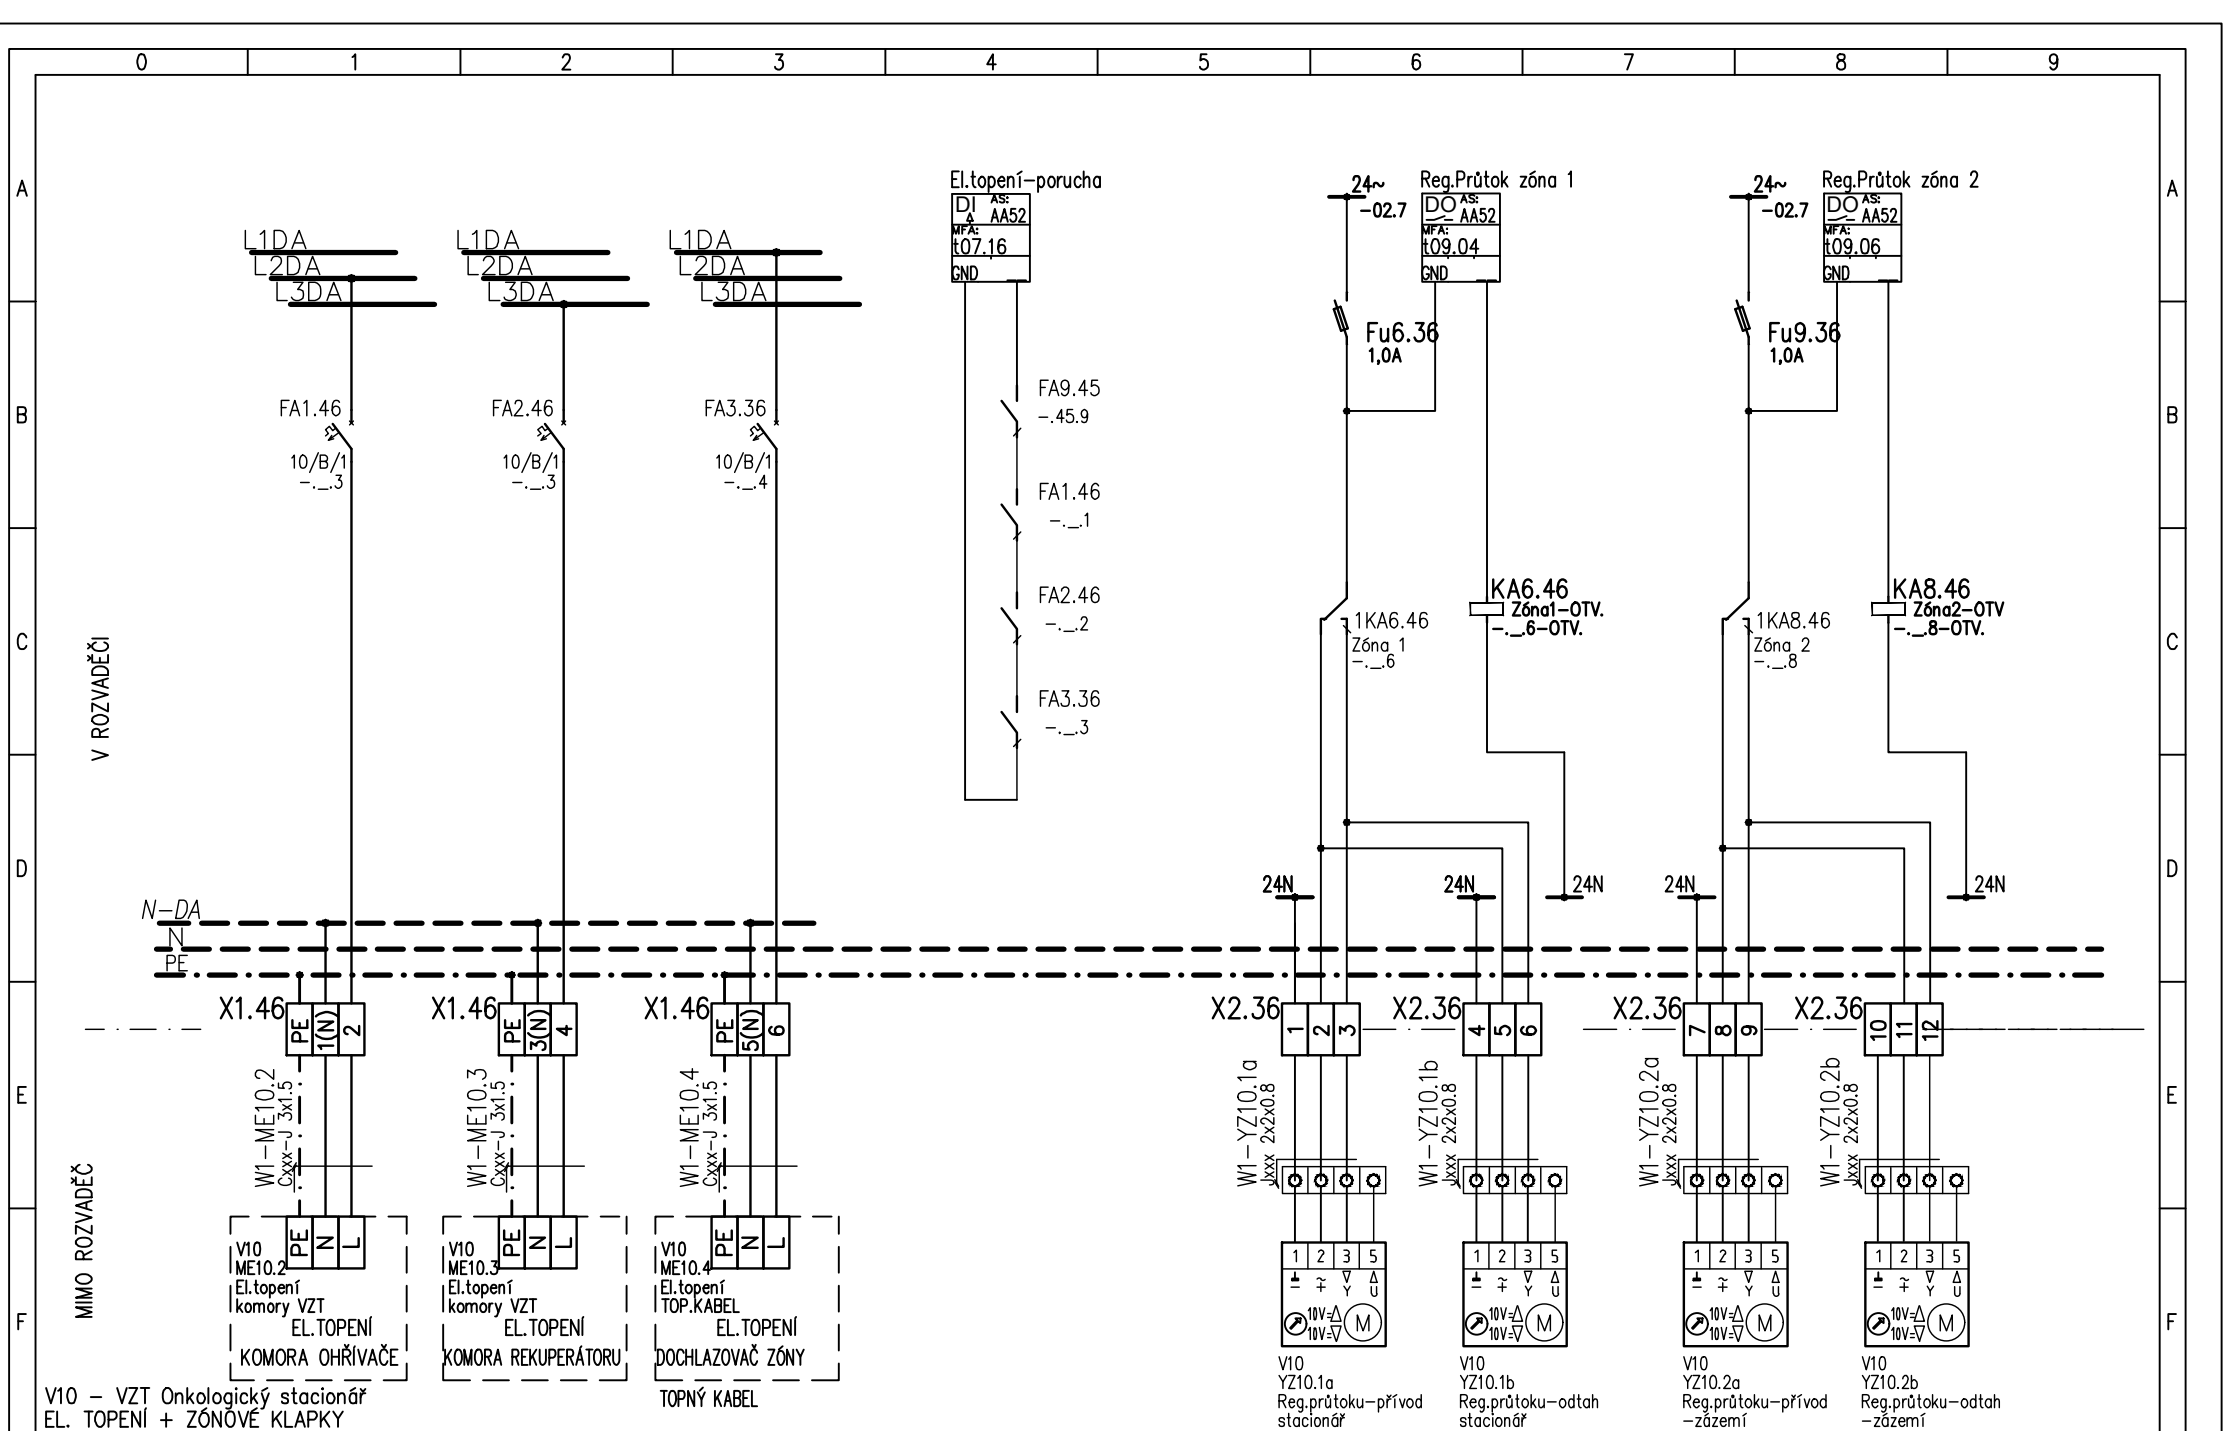 0 1 2 3 4 5 6 7 8 9
A
B
C
D
E
F
V ROZVADĚČI
MIMO ROZVADĚČ
L1DA
L2DA
L3DA
FA1.46
10/B/1
-._.3
L1DA
L2DA
L3DA
FA2.46
10/B/1
-._.3
L1DA
L2DA
L3DA
FA3.36
10/B/1
-._.4
El.topení-porucha
DI AS:
AA52
MFA:
t07.16
GND
FA9.45
-.45.9
FA1.46
-._.1
FA2.46
-._.2
FA3.36
-._.3
24~
-02.7
Fu6.36
1,0A
Reg.Průtok zóna 1
DO AS:
AA52
MFA:
t09.04
GND
1KA6.46
Zóna 1
-._.6
KA6.46
Zóna1-OTV.
-._.6-OTV.
24~
-02.7
Fu9.36
1,0A
Reg.Průtok zóna 2
DO AS:
AA52
MFA:
t09.06
GND
1KA8.46
Zóna 2
-._.8
KA8.46
Zóna2-OTV
-._.8-OTV.
24N
24N
24N
24N
24N
N-DA
N
PE
X1.46
PE 1(N) 2
W1-ME10.2
Cxxx-J 3x1.5
PE N L
V10
ME10.2
El.topení
komory VZT
EL.TOPENÍ
KOMORA OHŘÍVAČE
X1.46
PE 3(N) 4
W1-ME10.3
Cxxx-J 3x1.5
PE N L
V10
ME10.3
El.topení
komory VZT
EL.TOPENÍ
KOMORA REKUPERÁTORU
X1.46
PE 5(N) 6
W1-ME10.4
Cxxx-J 3x1.5
PE N L
V10
ME10.4
El.topení
TOP.KABEL
EL.TOPENÍ
DOCHLAZOVAČ ZÓNY
TOPNÝ KABEL
X2.36
1 2 3
W1-YZ10.1a
Jxxx 2x2x0.8
1 2 3 5
Y U
10V=
10V=
M
V10
YZ10.1a
Reg.průtoku-přívod
stacionář
X2.36
4 5 6
W1-YZ10.1b
Jxxx 2x2x0.8
1 2 3 5
Y U
10V=
10V=
M
V10
YZ10.1b
Reg.průtoku-odtah
stacionář
X2.36
7 8 9
W1-YZ10.2a
Jxxx 2x2x0.8
1 2 3 5
Y U
10V=
10V=
M
V10
YZ10.2a
Reg.průtoku-přívod
-zázemí
X2.36
10 11 12
W1-YZ10.2b
Jxxx 2x2x0.8
1 2 3 5
Y U
10V=
10V=
M
V10
YZ10.2b
Reg.průtoku-odtah
-zázemí
V10 - VZT Onkologický stacionář
EL. TOPENÍ + ZÓNOVÉ KLAPKY
A
B
C
D
E
F